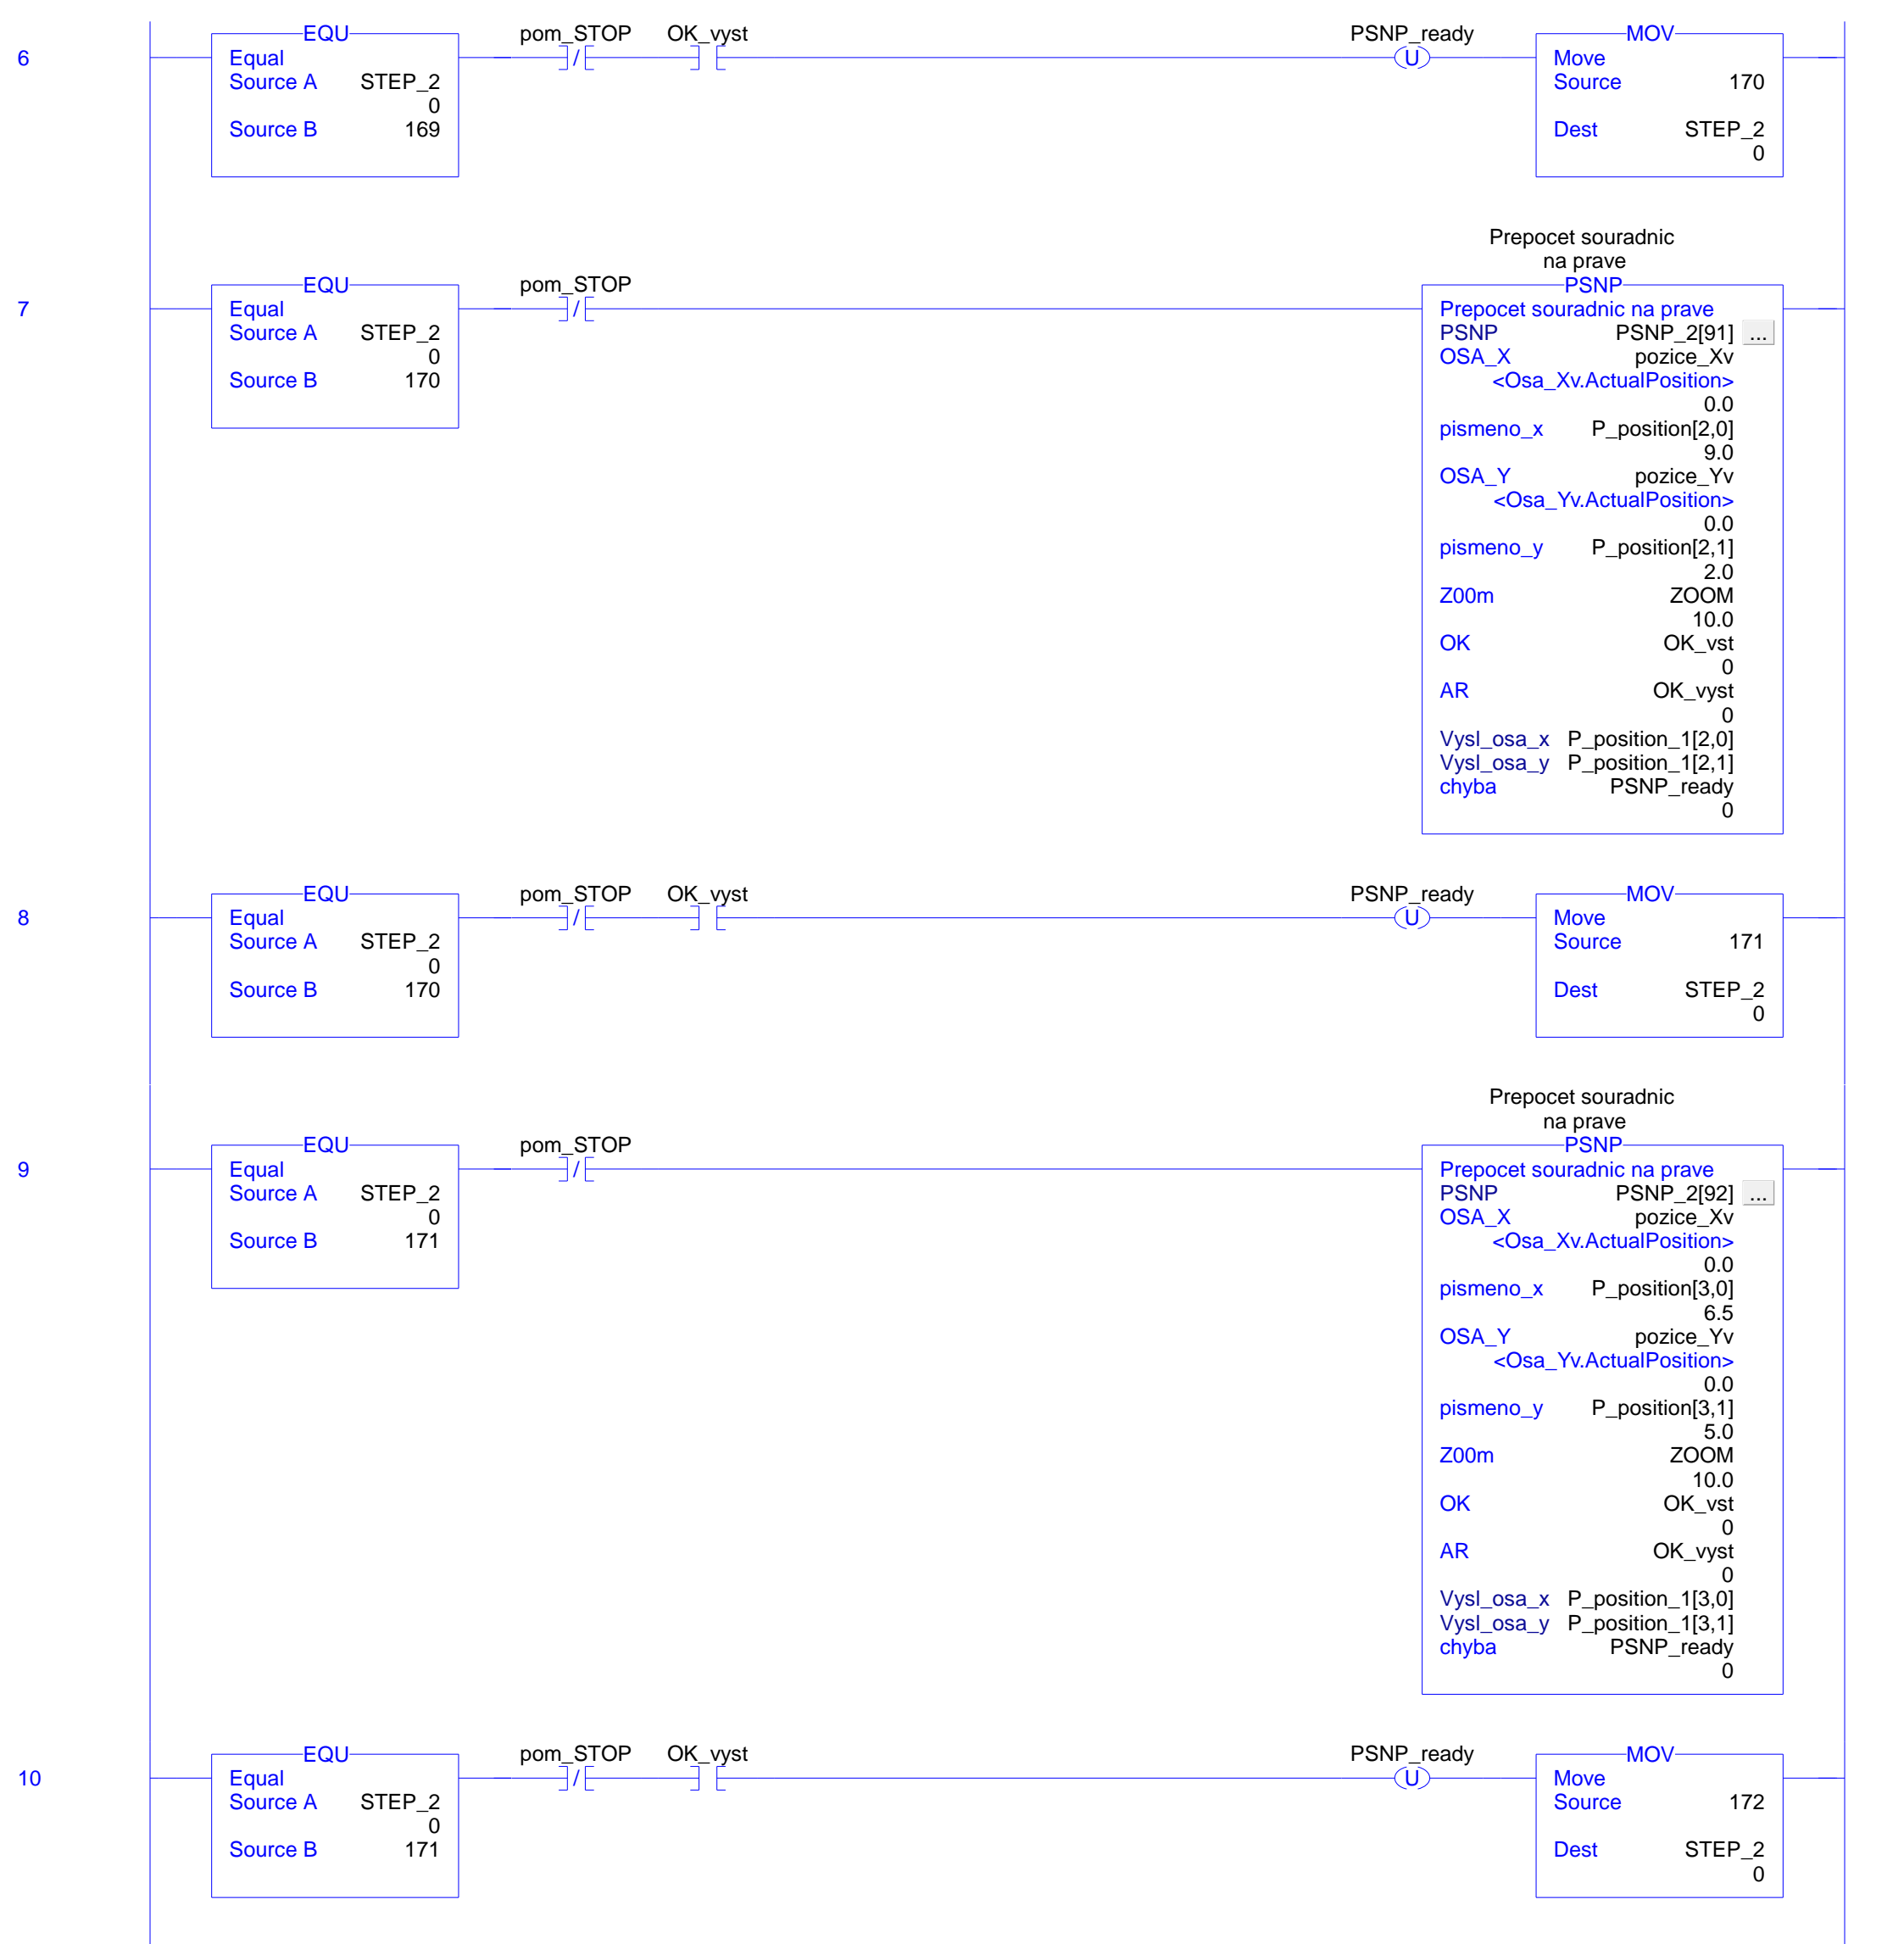 EQU
pom_STOP OK_vyst PSNP_ready
MOV
6 Equal / U Move
Source A STEP_2 Source 170
0
Source B 169 Dest STEP_2
0
Prepocet souradnic
na prave
EQU pom_STOP PSNP
7 Equal / Prepocet souradnic na prave
Source A STEP_2 PSNP PSNP_2[91] ...
0 OSA_X pozice_Xv
Source B 170 <Osa_Xv.ActualPosition>
0.0
pismeno_x P_position[2,0]
9.0
OSA_Y pozice_Yv
<Osa_Yv.ActualPosition>
0.0
pismeno_y P_position[2,1]
2.0
Z00m ZOOM
10.0
OK OK_vst
0
AR OK_vyst
0
Vysl_osa_x P_position_1[2,0]
Vysl_osa_y P_position_1[2,1]
chyba PSNP_ready
0
EQU pom_STOP OK_vyst PSNP_ready MOV
8 Equal / U Move
Source A STEP_2 Source 171
0
Source B 170 Dest STEP_2
0
Prepocet souradnic
na prave
EQU pom_STOP PSNP
9 Equal / Prepocet souradnic na prave
Source A STEP_2 PSNP PSNP_2[92] ...
0 OSA_X pozice_Xv
Source B 171 <Osa_Xv.ActualPosition>
0.0
pismeno_x P_position[3,0]
6.5
OSA_Y pozice_Yv
<Osa_Yv.ActualPosition>
0.0
pismeno_y P_position[3,1]
5.0
Z00m ZOOM
10.0
OK OK_vst
0
AR OK_vyst
0
Vysl_osa_x P_position_1[3,0]
Vysl_osa_y P_position_1[3,1]
chyba PSNP_ready
0
EQU pom_STOP OK_vyst PSNP_ready MOV
10 Equal / U Move
Source A STEP_2 Source 172
0
Source B 171 Dest STEP_2
0